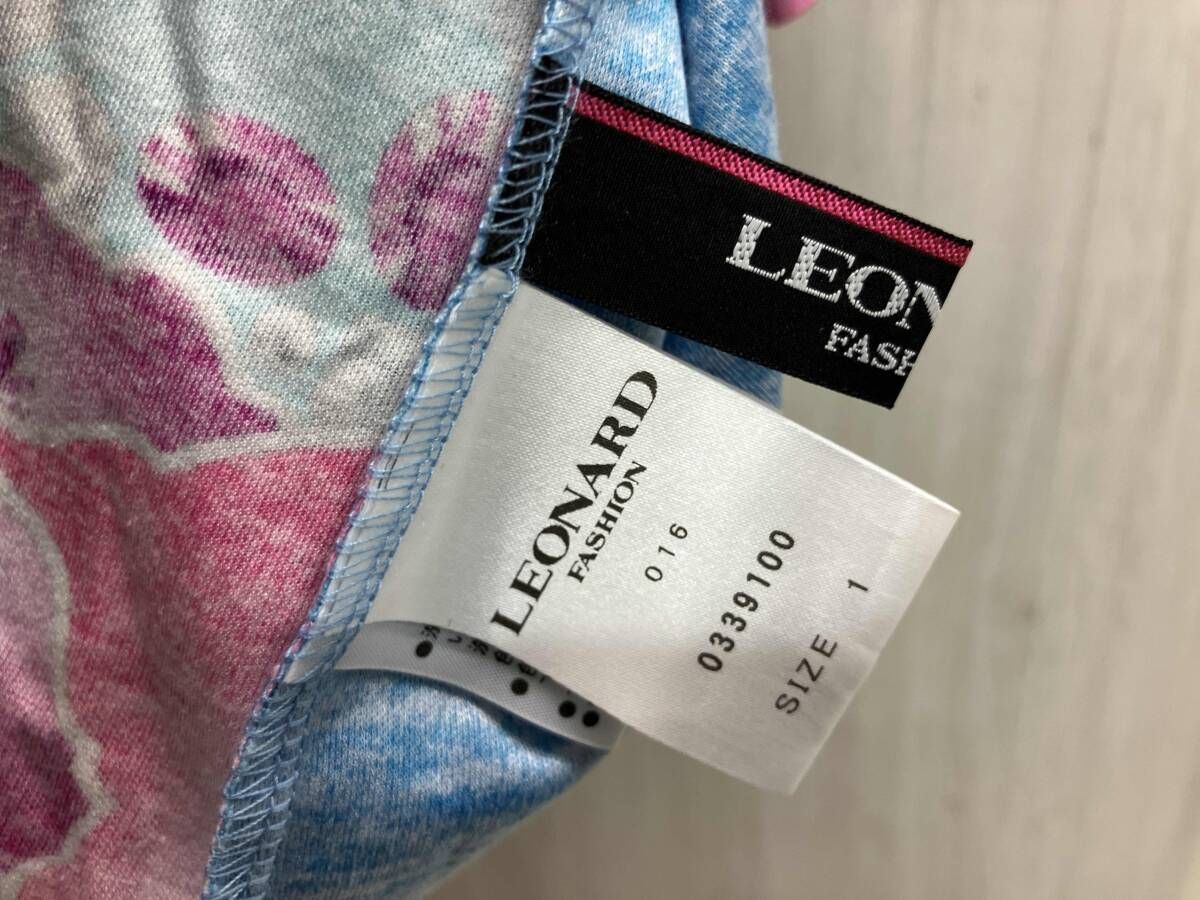 LEON
FASH
LEONARD
FASHION
016
0339100
SIZE 1